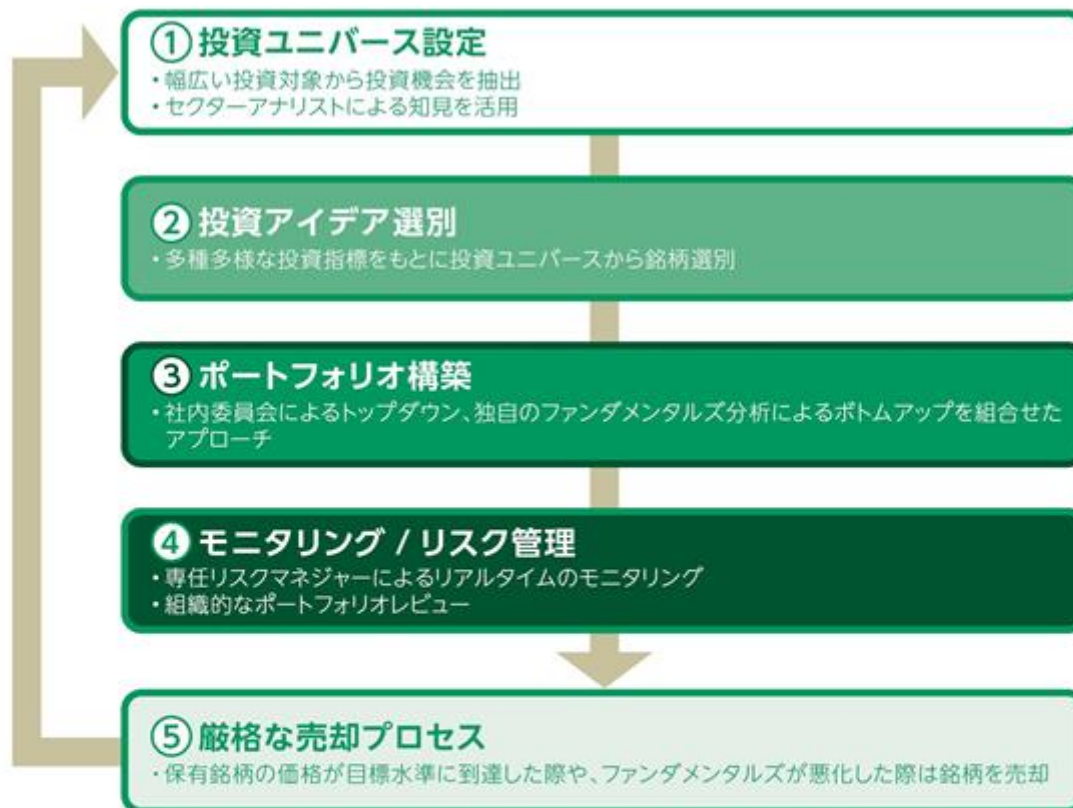 ①投資ユニバース設定
・幅広い投資対象から投資機会を抽出
・セクターアナリストによる知見を活用
②投資アイデア選別
・多種多様な投資指標をもとに投資ユニバースから銘柄選別
③ポートフォリオ構築
・社内委員会によるトップダウン、独自のファンダメンタルズ分析によるボトムアップを組合せた
アプローチ
④モニタリング / リスク管理
・専任リスクマネジャーによるリアルタイムのモニタリング
・組織的なポートフォリオレビュー
⑤厳格な売却プロセス
・保有銘柄の価格が目標水準に到達した際や、ファンダメンタルズが悪化した際は銘柄を売却